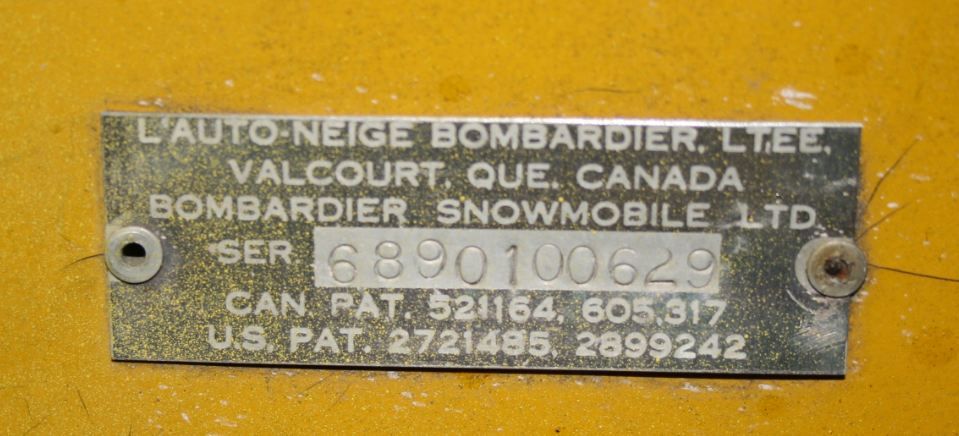 L'AUTO-NEIGE BOMBARDIER, LTEE,
VALCOURT, QUE. CANADA
BOMBARDIER SNOWMOBILE LTD.
SER 6890100629
CAN PAT. 521164, 605,317
U.S. PAT. 2721485, 2899242